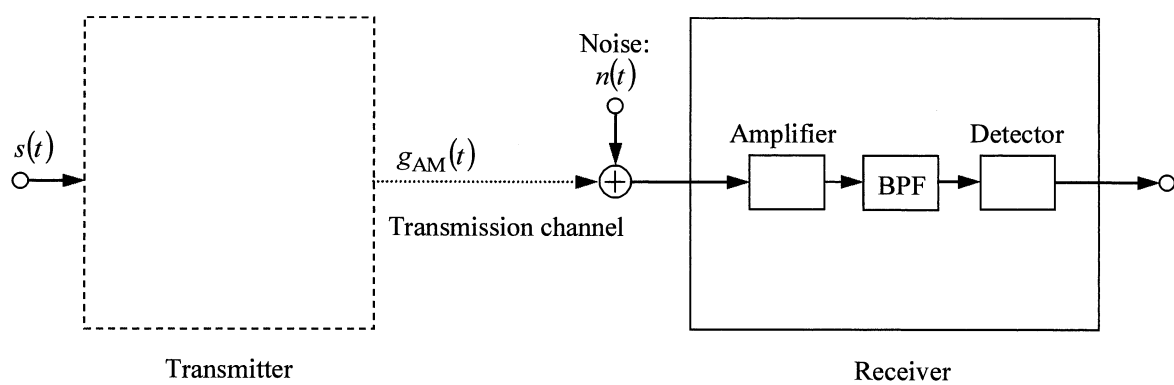 Noise:
n(t)
s(t)
g_AM(t)
Transmission channel
Amplifier
BPF
Detector
Transmitter
Receiver